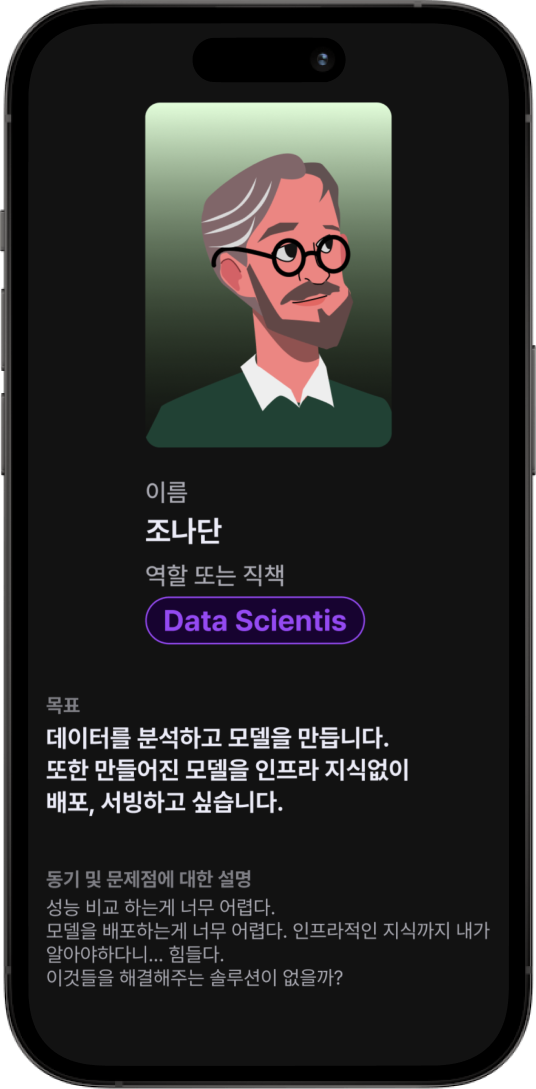 이름
조나단
역할 또는 직책
Data Scientis
목표
데이터를 분석하고 모델을 만듭니다.
또한 만들어진 모델을 인프라 지식없이
배포, 서빙하고 싶습니다.
동기 및 문제점에 대한 설명
성능 비교 하는게 너무 어렵다.
모델을 배포하는게 너무 어렵다. 인프라적인 지식까지 내가
알아야하다니... 힘들다.
이것들을 해결해주는 솔루션이 없을까?